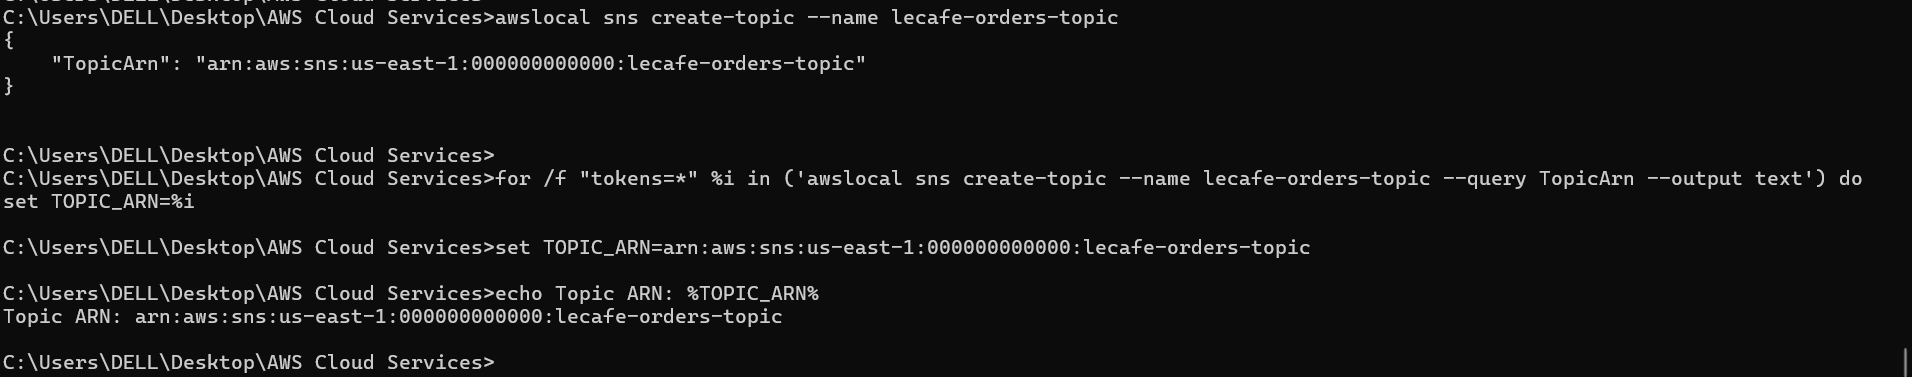 C:\Users\DELL\Desktop\AWS Cloud Services>awslocal sns create-topic --name lecafe-orders-topic
{
    "TopicArn": "arn:aws:sns:us-east-1:000000000000:lecafe-orders-topic"
}
C:\Users\DELL\Desktop\AWS Cloud Services>
C:\Users\DELL\Desktop\AWS Cloud Services>for /f "tokens=*" %i in ('awslocal sns create-topic --name lecafe-orders-topic --query TopicArn --output text') do
set TOPIC_ARN=%i
C:\Users\DELL\Desktop\AWS Cloud Services>set TOPIC_ARN=arn:aws:sns:us-east-1:000000000000:lecafe-orders-topic
C:\Users\DELL\Desktop\AWS Cloud Services>echo Topic ARN: %TOPIC_ARN%
Topic ARN: arn:aws:sns:us-east-1:000000000000:lecafe-orders-topic
C:\Users\DELL\Desktop\AWS Cloud Services>